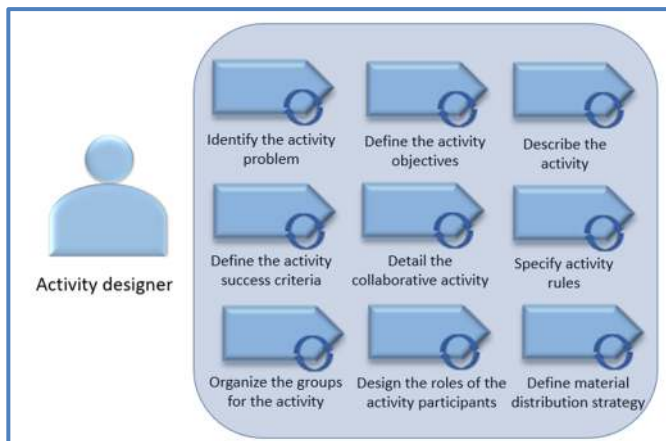 Identify the activity
problem
Define the activity
objectives
Describe the
activity
Activity designer
Define the activity
success criteria
Detail the
collaborative activity
Specify activity
rules
Organize the groups
for the activity
Design the roles of the
activity participants
Define material
distribution strategy